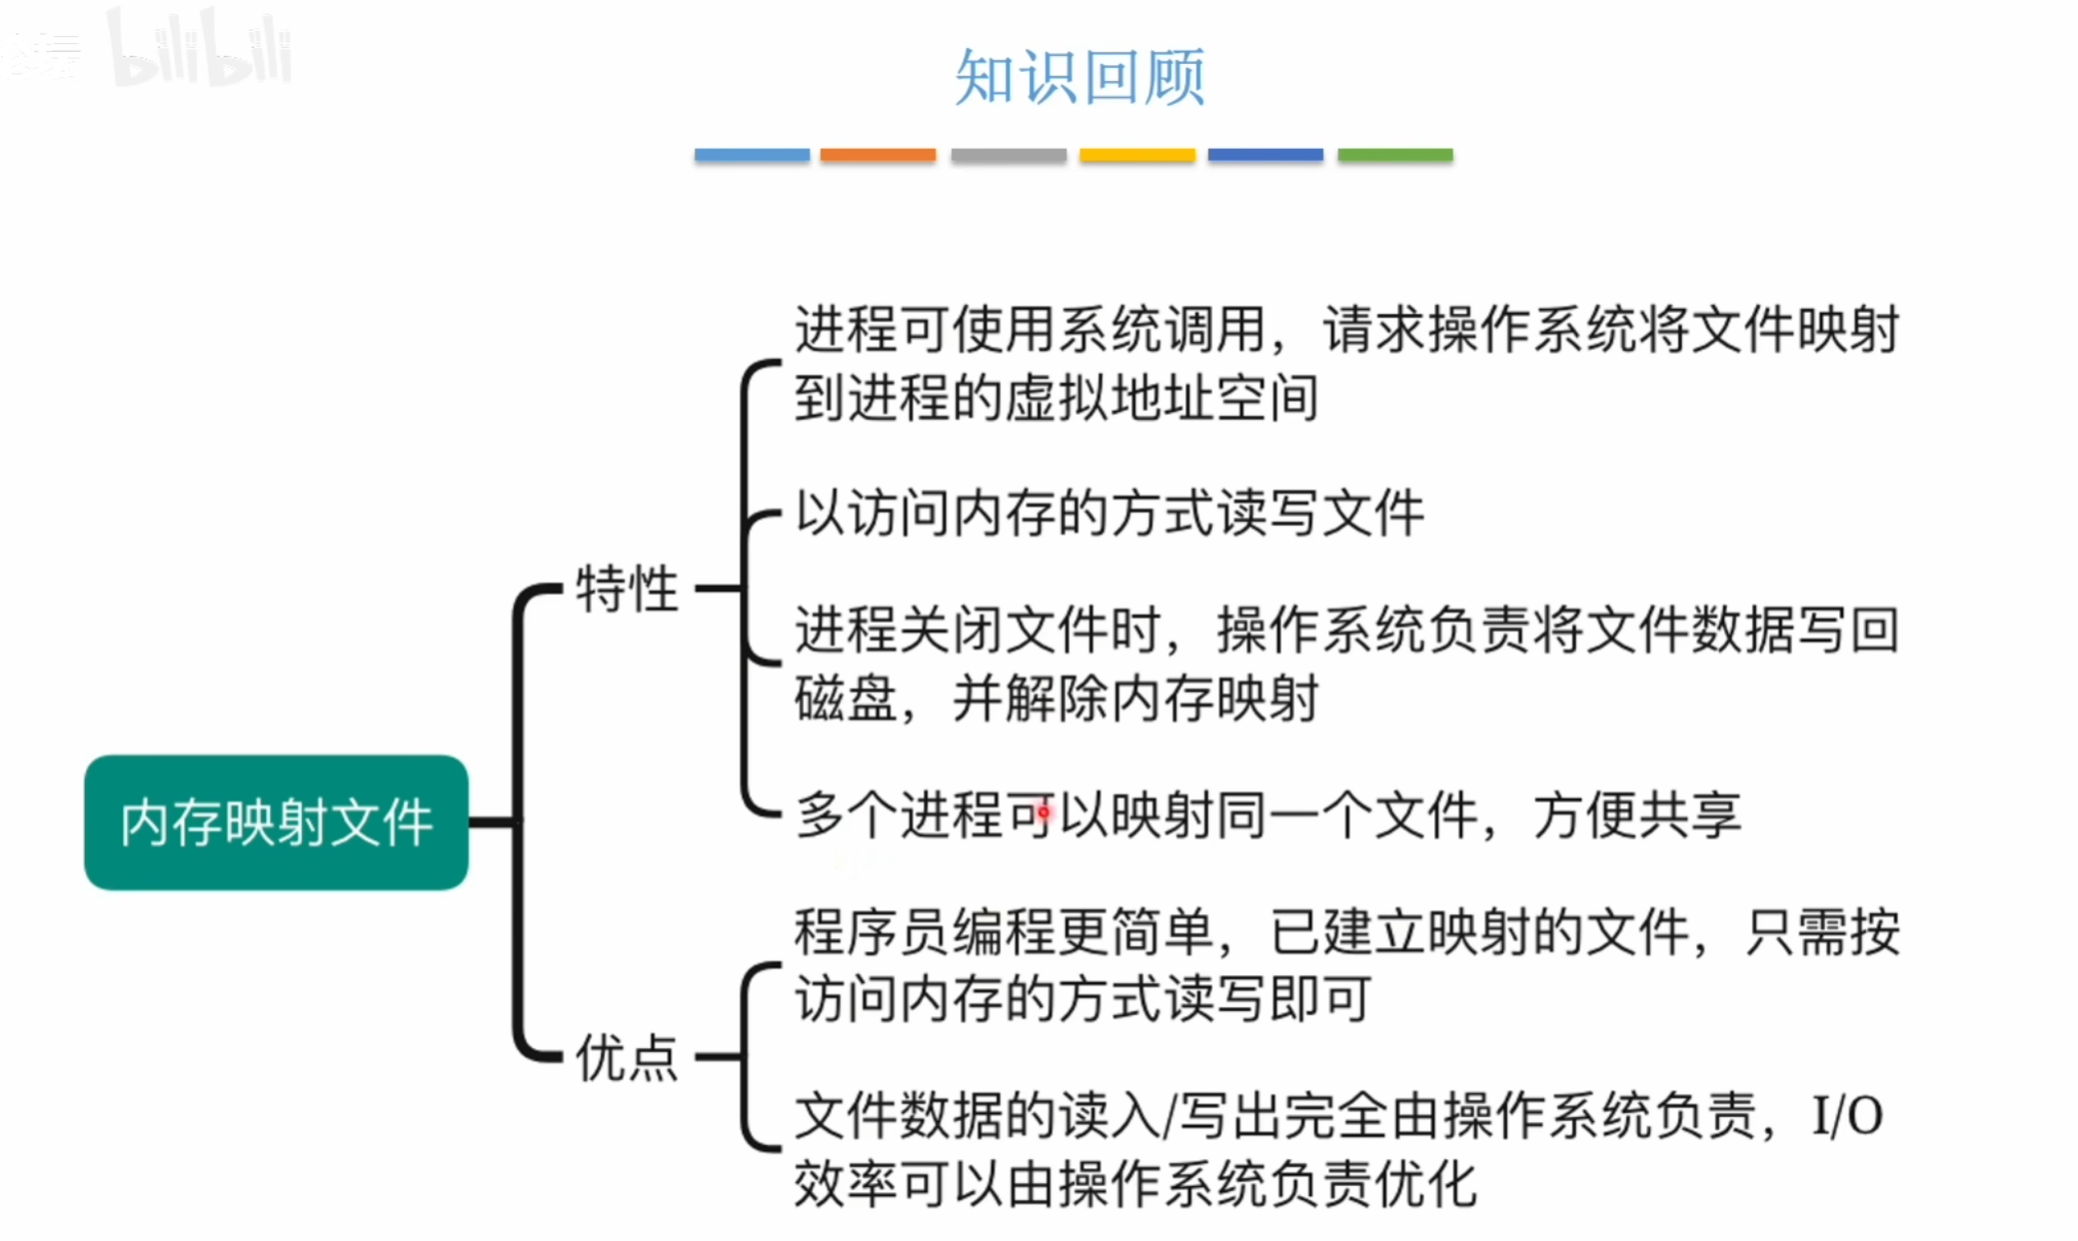 bilibili
知识回顾
进程可使用系统调用，请求操作系统将文件映射
到进程的虚拟地址空间
以访问内存的方式读写文件
特性
进程关闭文件时，操作系统负责将文件数据写回
磁盘，并解除内存映射
内存映射文件
多个进程可以映射同一个文件，方便共享
程序员编程更简单，已建立映射的文件，只需按
访问内存的方式读写即可
优点
文件数据的读入/写出完全由操作系统负责，I/O
效率可以由操作系统负责优化